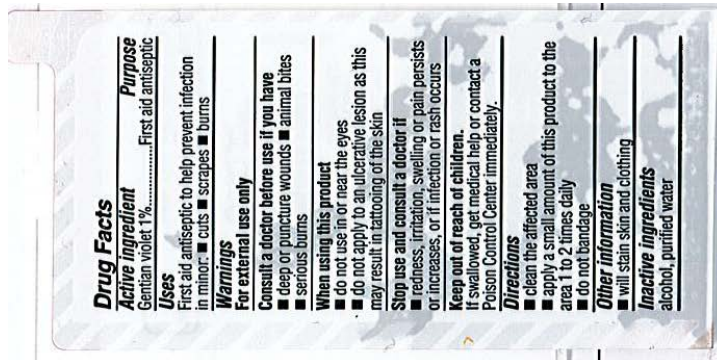 Drug Facts
Active ingredient Purpose
Gentian violet 1%..............First aid antiseptic
Uses
First aid antiseptic to help prevent infection
in minor: ■ cuts ■ scrapes ■ burns
Warnings
For external use only
Consult a doctor before use if you have
■ deep or puncture wounds ■ animal bites
■ serious burns
When using this product
■ do not use in or near the eyes
■ do not apply to an ulcerative lesion as this
may result in tattooing of the skin
Stop use and consult a doctor if
■ redness, irritation, swelling or pain persists
or increases, or if infection or rash occurs
Keep out of reach of children.
If swallowed, get medical help or contact a
Poison Control Center immediately.
Directions
■ clean the affected area
■ apply a small amount of this product to the
area 1 to 2 times daily
■ do not bandage
Other information
■ will stain skin and clothing
Inactive ingredients
alcohol, purified water